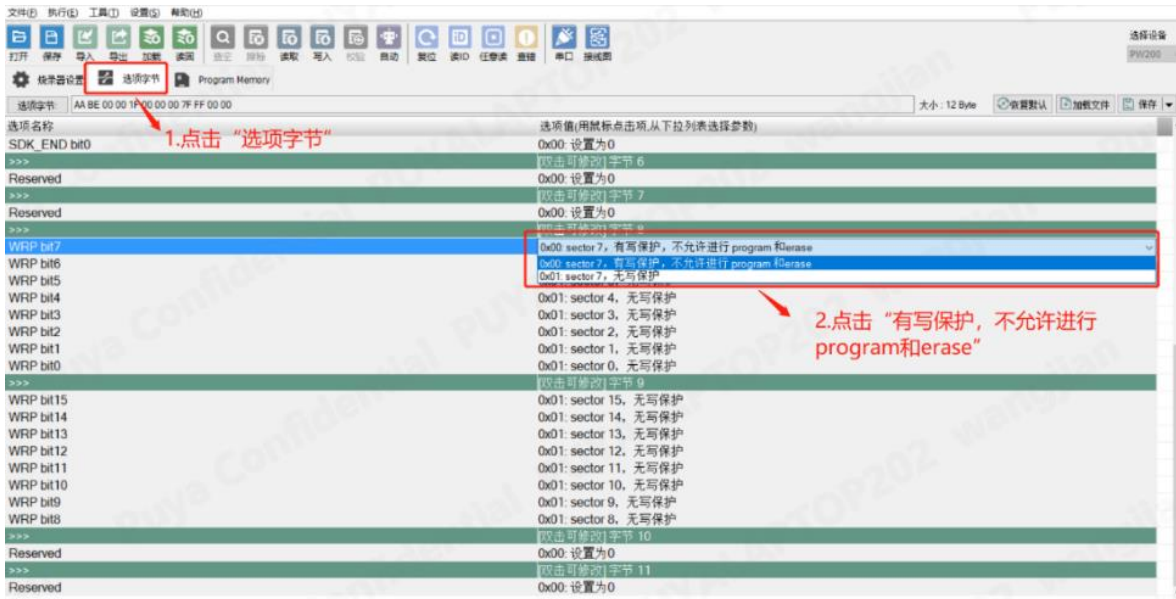 文件(F) 执行(E) 工具(T) 设置(S) 帮助(H)
打开 保存 导入 导出 加载 读回 查空 擦除 读取 写入 校验 自动 复位 读ID 任意读 查错 串口 接线图
选择设备
PW200
烧录器设置 选项字节 Program Memory
选项字节: AA BE 00 00 1F 00 00 00 7F FF 00 00 大小 : 12 Byte 恢复默认 加载文件 保存
选项名称 选项值(用鼠标点击项,从下拉列表选择参数)
SDK_END bit0 0x00: 设置为0
1.点击“选项字节”
>>> [双击可修改] 字节 6
Reserved 0x00: 设置为0
>>> [双击可修改] 字节 7
Reserved 0x00: 设置为0
>>> [双击可修改] 字节 8
WRP bit7 0x00: sector 7，有写保护，不允许进行 program 和erase
WRP bit6 0x00: sector 7，有写保护，不允许进行 program 和erase
WRP bit5 0x01: sector 7，无写保护
WRP bit4 0x01: sector 4，无写保护
WRP bit3 0x01: sector 3，无写保护
WRP bit2 0x01: sector 2，无写保护
WRP bit1 0x01: sector 1，无写保护
WRP bit0 0x01: sector 0，无写保护
2.点击“有写保护，不允许进行
program和erase”
>>> [双击可修改] 字节 9
WRP bit15 0x01: sector 15，无写保护
WRP bit14 0x01: sector 14，无写保护
WRP bit13 0x01: sector 13，无写保护
WRP bit12 0x01: sector 12，无写保护
WRP bit11 0x01: sector 11，无写保护
WRP bit10 0x01: sector 10，无写保护
WRP bit9 0x01: sector 9，无写保护
WRP bit8 0x01: sector 8，无写保护
>>> [双击可修改] 字节 10
Reserved 0x00: 设置为0
>>> [双击可修改] 字节 11
Reserved 0x00: 设置为0